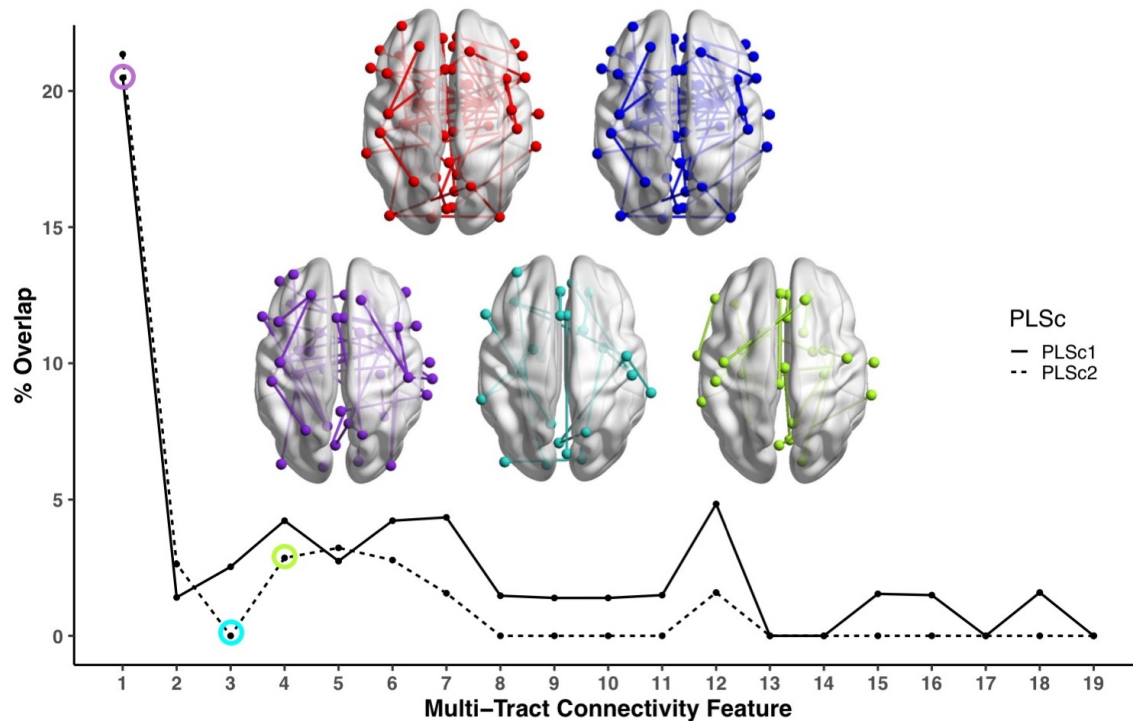 % Overlap
20
15
10
5
0
PLSc
PLSc1
PLSc2
1 2 3 4 5 6 7 8 9 10 11 12 13 14 15 16 17 18 19
Multi−Tract Connectivity Feature